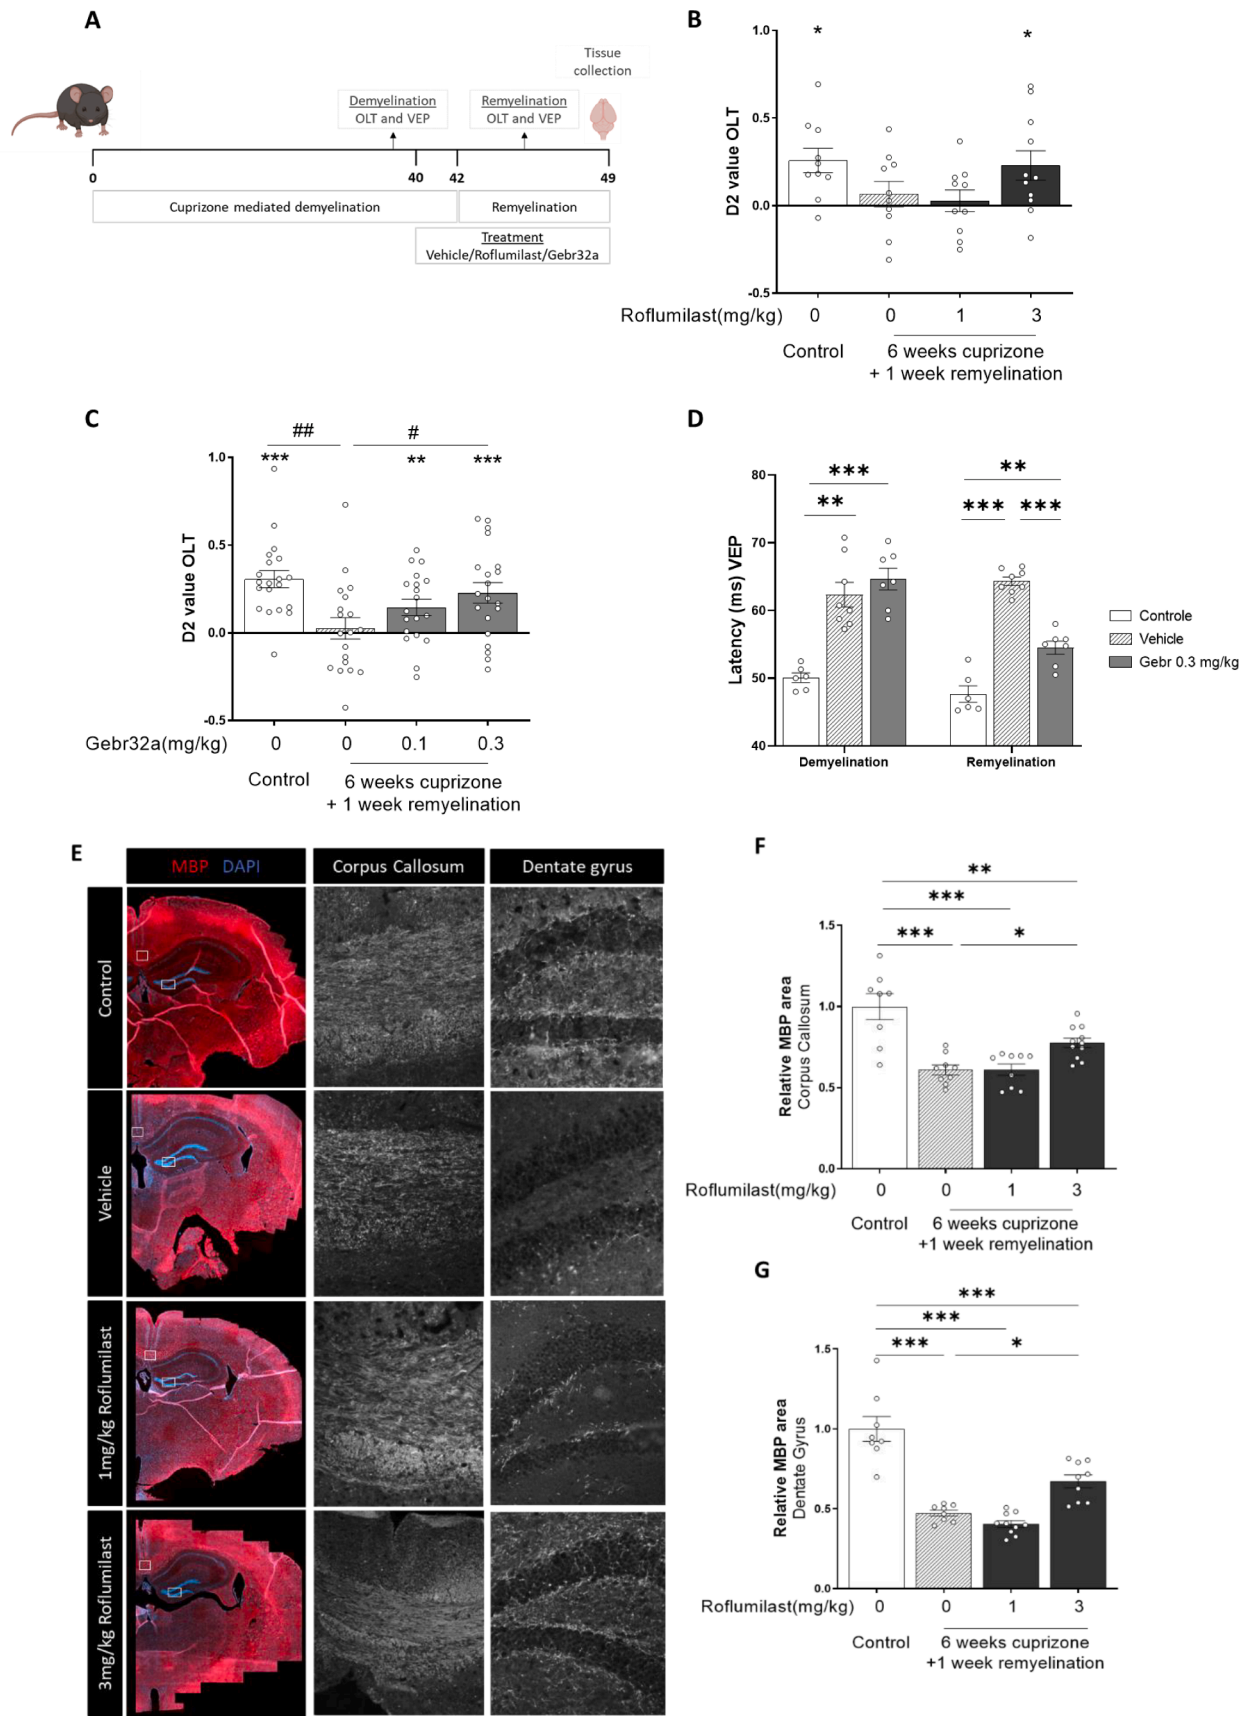 A
Tissue
collection
Demyelination
OLT and VEP
Remyelination
OLT and VEP
0
40
42
49
Cuprizone mediated demyelination
Remyelination
Treatment
Vehicle/Roflumilast/Gebr32a
B
D2 value OLT
1.0
0.5
0.0
-0.5
*
*
Roflumilast(mg/kg)
0
0
1
3
Control
6 weeks cuprizone
+ 1 week remyelination
C
D2 value OLT
1.0
0.5
0.0
-0.5
##
#
***
**
***
Gebr32a(mg/kg)
0
0
0.1
0.3
Control
6 weeks cuprizone
+ 1 week remyelination
D
Latency (ms) VEP
80
70
60
50
40
***
**
**
***
***
Demyelination
Remyelination
Controle
Vehicle
Gebr 0.3 mg/kg
E
MBP DAPI
Corpus Callosum
Dentate gyrus
Control
Vehicle
1mg/kg Roflumilast
3mg/kg Roflumilast
F
Relative MBP area
Corpus Callosum
1.5
1.0
0.5
0.0
**
***
***
*
Roflumilast(mg/kg)
0
0
1
3
Control
6 weeks cuprizone
+1 week remyelination
G
Relative MBP area
Dentate Gyrus
1.5
1.0
0.5
0.0
***
***
***
*
Roflumilast(mg/kg)
0
0
1
3
Control
6 weeks cuprizone
+1 week remyelination